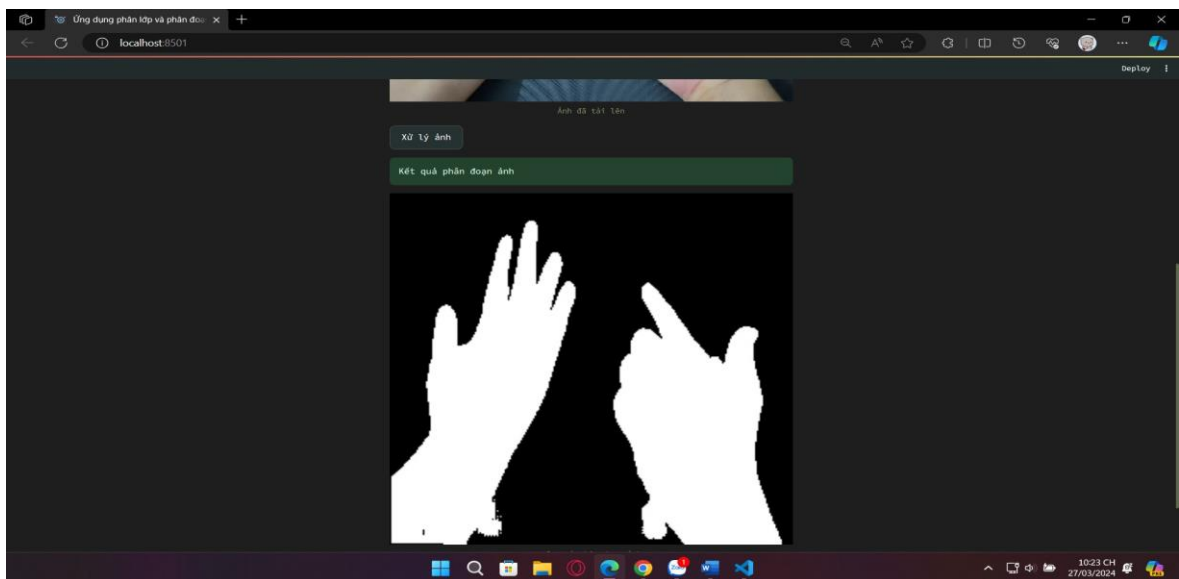 Ứng dụng phân lớp và phân đoạ
localhost:8501
Deploy
Ảnh đã tải lên
Xử lý ảnh
Kết quả phân đoạn ảnh
10:23 CH
27/03/2024